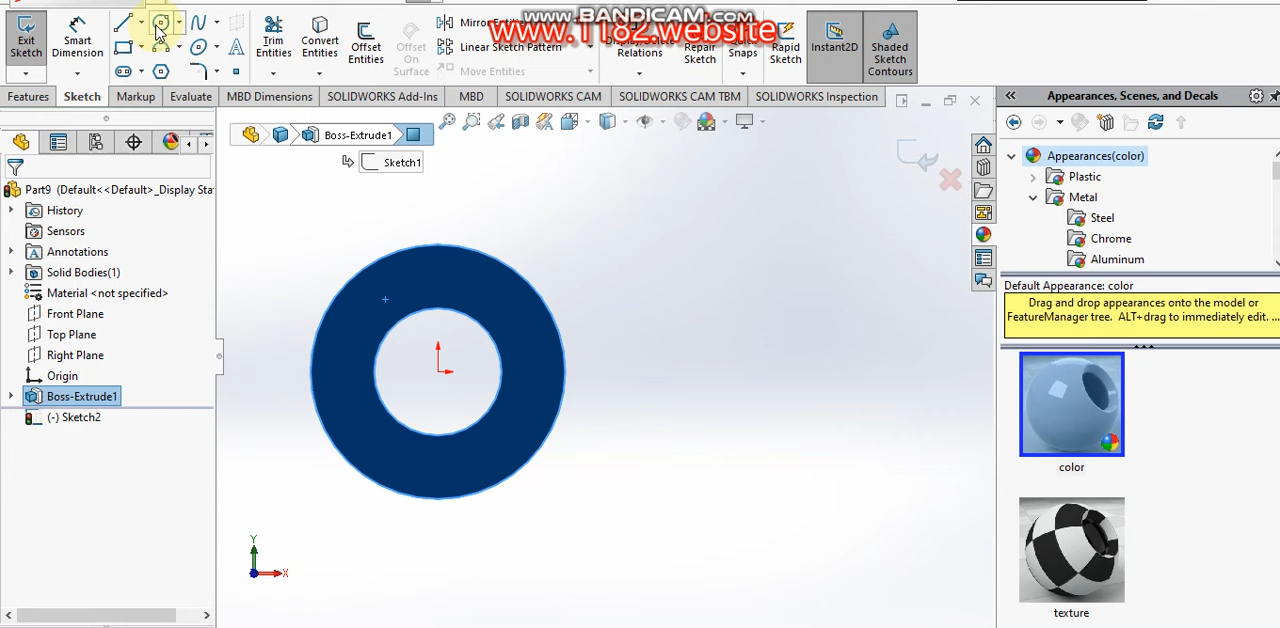 www.BANDICAM.com
www.1182.website
Exit Sketch
Smart Dimension
Trim Entities
Convert Entities
Offset Entities
Offset On Surface
Mirror Entities
Linear Sketch Pattern
Move Entities
Display/Delete Relations
Repair Sketch
Quick Snaps
Rapid Sketch
Instant2D
Shaded Sketch Contours
Features
Sketch
Markup
Evaluate
MBD Dimensions
SOLIDWORKS Add-Ins
MBD
SOLIDWORKS CAM
SOLIDWORKS CAM TBM
SOLIDWORKS Inspection
Part9 (Default<<Default>_Display Sta
History
Sensors
Annotations
Solid Bodies(1)
Material <not specified>
Front Plane
Top Plane
Right Plane
Origin
Boss-Extrude1
(-) Sketch2
Boss-Extrude1
Sketch1
Y
X
Appearances, Scenes, and Decals
Appearances(color)
Plastic
Metal
Steel
Chrome
Aluminum
Default Appearance: color
Drag and drop appearances onto the model or
FeatureManager tree. ALT+drag to immediately edit. ...
color
texture